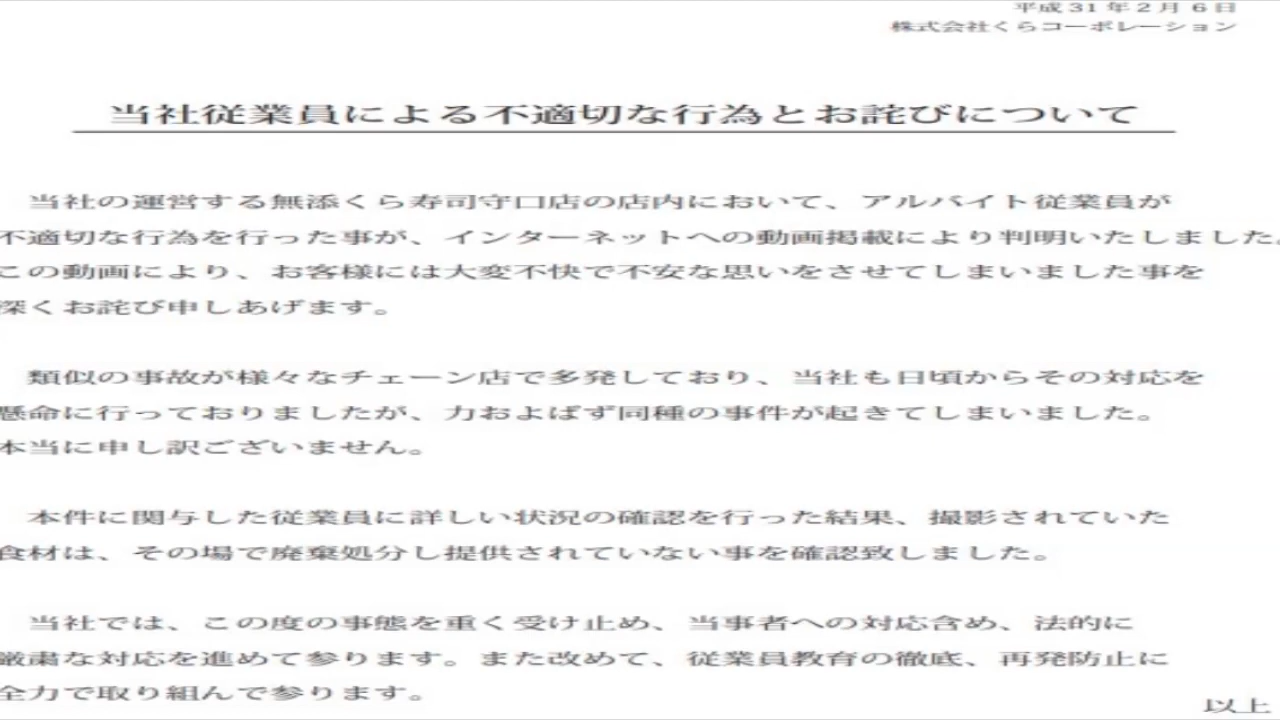 平成31年2月6日
株式会社くらコーポレーション
当社従業員による不適切な行為とお詫びについて
当社の運営する無添くら寿司守口店の店内において、アルバイト従業員が
不適切な行為を行った事が、インターネットへの動画掲載により判明いたしました。
この動画により、お客様には大変不快で不安な思いをさせてしまいました事を
深くお詫び申しあげます。
類似の事故が様々なチェーン店で多発しており、当社も日頃からその対応を
懸命に行っておりましたが、力およばず同種の事件が起きてしまいました。
本当に申し訳ございません。
本件に関与した従業員に詳しい状況の確認を行った結果、撮影されていた
食材は、その場で廃棄処分し提供されていない事を確認致しました。
当社では、この度の事態を重く受け止め、当事者への対応含め、法的に
厳粛な対応を進めて参ります。また改めて、従業員教育の徹底、再発防止に
全力で取り組んで参ります。
以上